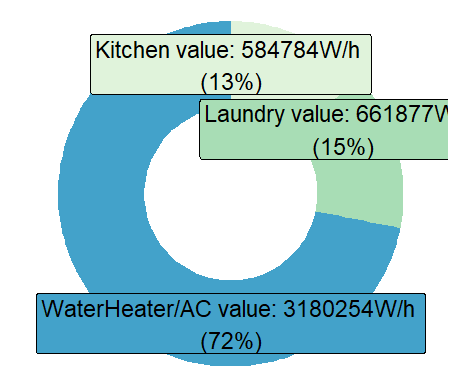 Kitchen value: 584784W/h
(13%)
Laundry value: 661877W
(15%)
WaterHeater/AC value: 3180254W/h
(72%)